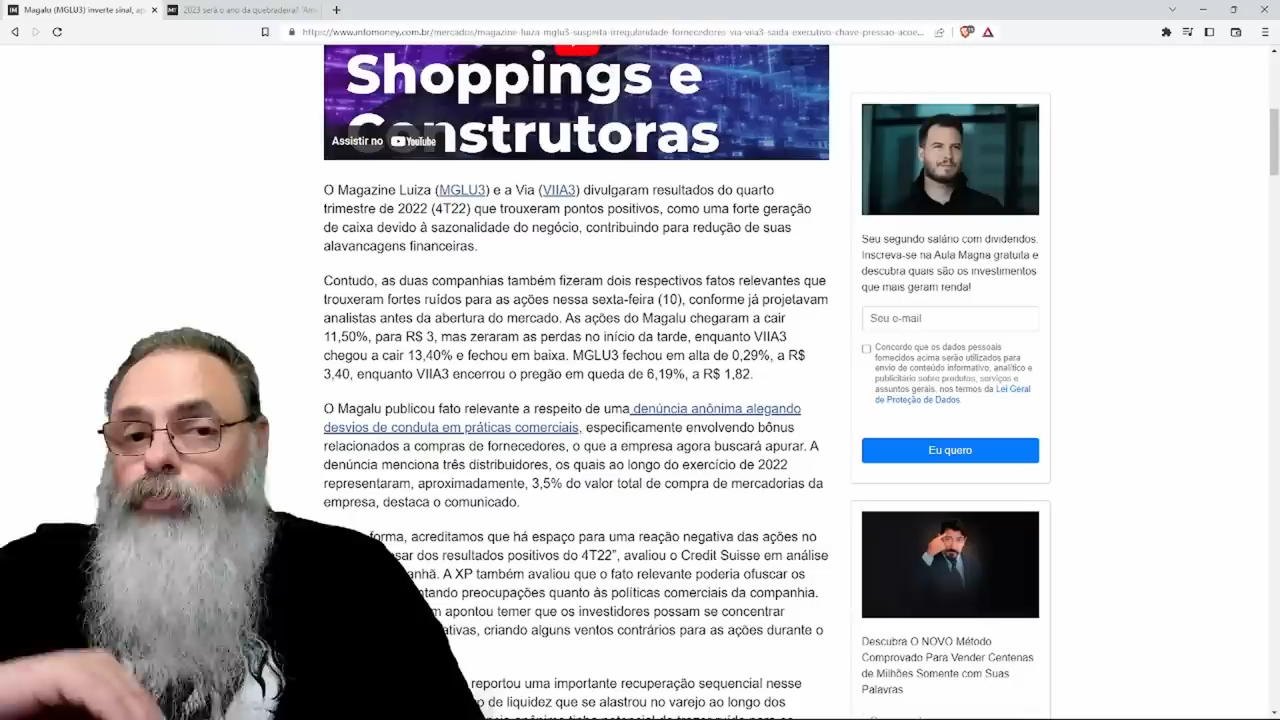 Magalu (MGLU3) inverte sinal, ap
2023 será o ano da quebradeira? "Am
https://www.infomoney.com.br/mercados/magazine-luiza-mglu3-suspeita-irregularidade-fornecedores-via-viia3-saida-executivo-chave-pressao-acoe...
Shoppings e
Construtoras
Assistir no YouTube
O Magazine Luiza (MGLU3) e a Via (VIIA3) divulgaram resultados do quarto
trimestre de 2022 (4T22) que trouxeram pontos positivos, como uma forte geração
de caixa devido à sazonalidade do negócio, contribuindo para redução de suas
alavancagens financeiras.
Contudo, as duas companhias também fizeram dois respectivos fatos relevantes que
trouxeram fortes ruídos para as ações nessa sexta-feira (10), conforme já projetavam
analistas antes da abertura do mercado. As ações do Magalu chegaram a cair
11,50%, para R$ 3, mas zeraram as perdas no início da tarde, enquanto VIIA3
chegou a cair 13,40% e fechou em baixa. MGLU3 fechou em alta de 0,29%, a R$
3,40, enquanto VIIA3 encerrou o pregão em queda de 6,19%, a R$ 1,82.
O Magalu publicou fato relevante a respeito de uma denúncia anônima alegando
desvios de conduta em práticas comerciais, especificamente envolvendo bônus
relacionados a compras de fornecedores, o que a empresa agora buscará apurar. A
denúncia menciona três distribuidores, os quais ao longo do exercício de 2022
representaram, aproximadamente, 3,5% do valor total de compra de mercadorias da
empresa, destaca o comunicado.
forma, acreditamos que há espaço para uma reação negativa das ações no
sar dos resultados positivos do 4T22", avaliou o Credit Suisse em análise
anhã. A XP também avaliou que o fato relevante poderia ofuscar os
ntando preocupações quanto às políticas comerciais da companhia.
m apontou temer que os investidores possam se concentrar
ativas, criando alguns ventos contrários para as ações durante o
reportou uma importante recuperação sequencial nesse
o de liquidez que se alastrou no varejo ao longo dos
Seu segundo salário com dividendos.
Inscreva-se na Aula Magna gratuita e
descubra quais são os investimentos
que mais geram renda!
Seu e-mail
Concordo que os dados pessoais
fornecidos acima serão utilizados para
envio de conteúdo informativo, analítico e
publicitário sobre produtos, serviços e
assuntos gerais, nos termos da Lei Geral
de Proteção de Dados.
Eu quero
Descubra O NOVO Método
Comprovado Para Vender Centenas
de Milhões Somente com Suas
Palavras